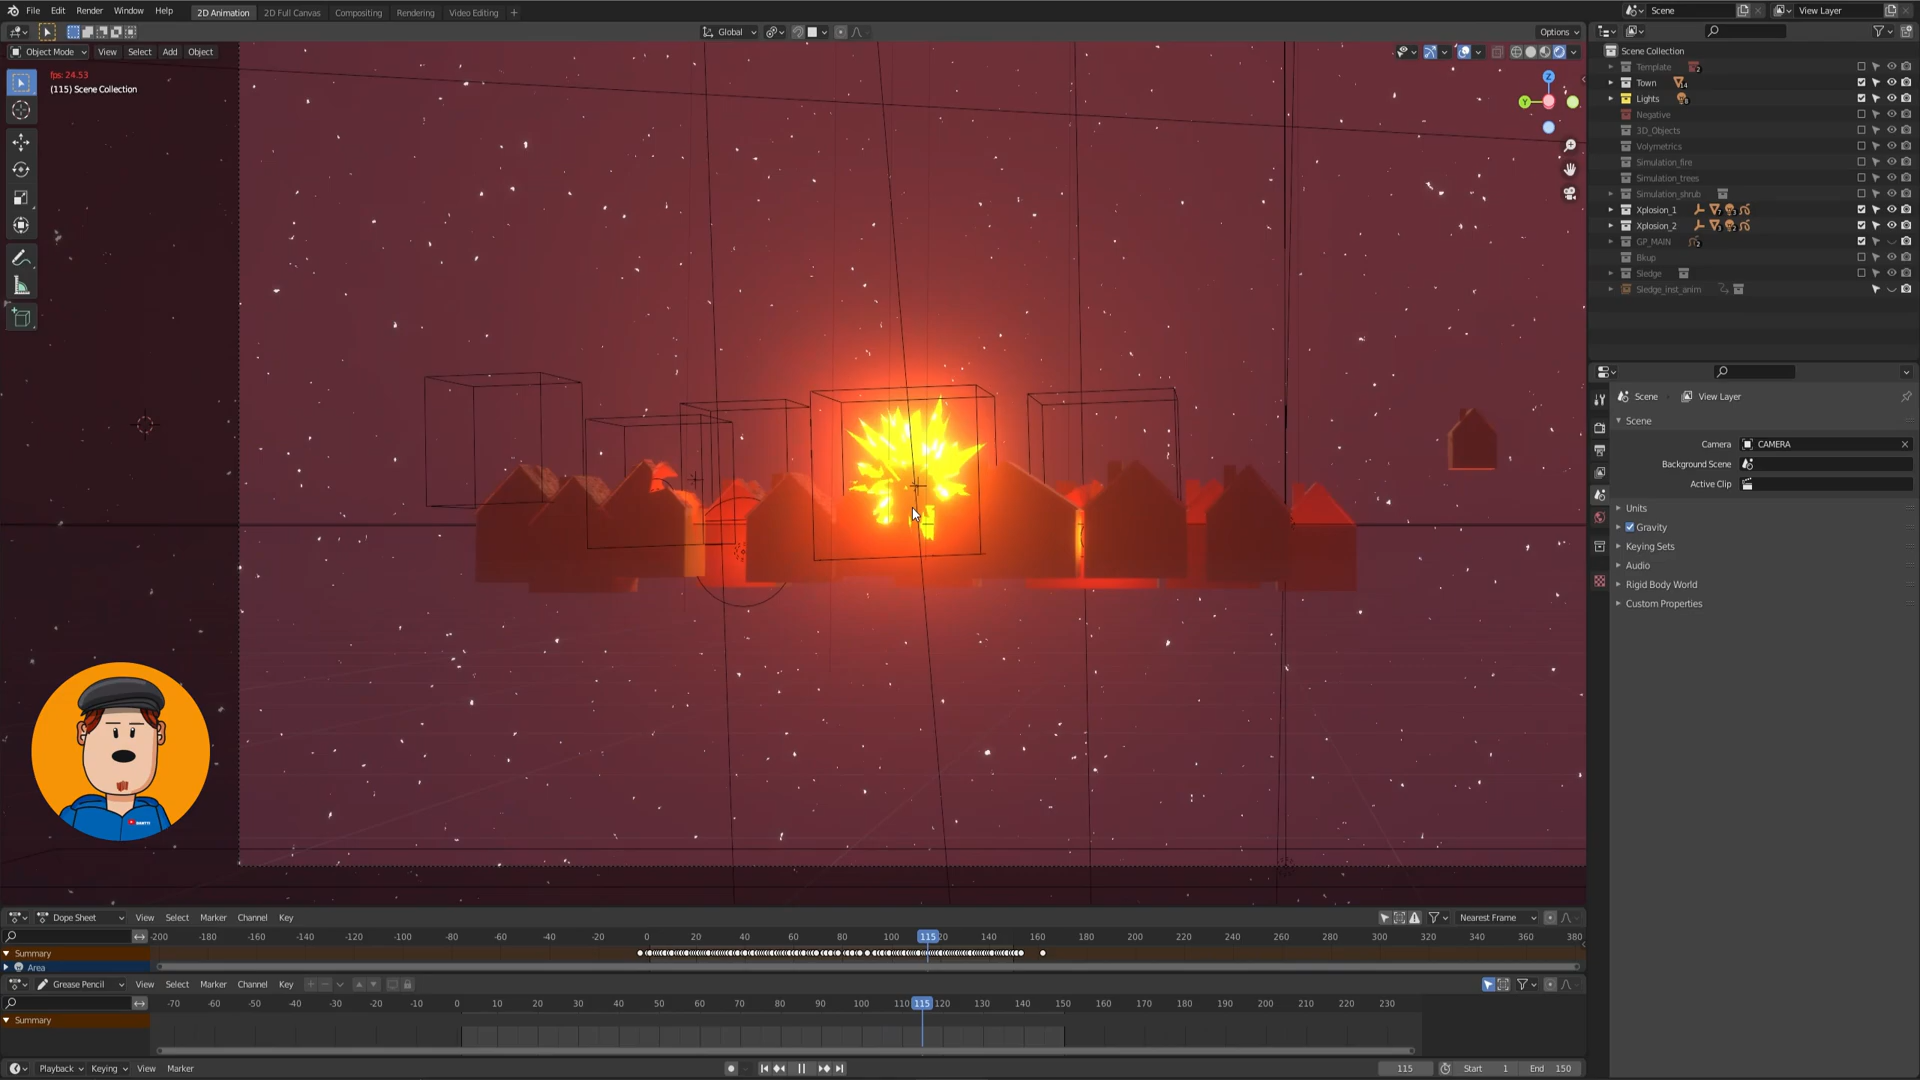 File Edit Render Window Help 2D Animation 2D Full Canvas Compositing Rendering Video Editing + Scene View Layer
Global Options
Object Mode View Select Add Object
fps: 24.53
(115) Scene Collection
Z
Y
Scene Collection
Template 2
Town 14
Lights 8
Negative
3D_Objects
Volymetrics
Simulation_fire
Simulation_trees
Simulation_shrub
Xplosion_1
Xplosion_2
GP_MAIN 2
Bkup
Sledge
Sledge_inst_anim
Scene View Layer
Scene
Camera CAMERA
Background Scene
Active Clip
Units
Gravity
Keying Sets
Audio
Rigid Body World
Custom Properties
Dope Sheet View Select Marker Channel Key Nearest Frame
-200 -180 -160 -140 -120 -100 -80 -60 -40 -20 0 20 40 60 80 100 115 120 140 160 180 200 220 240 260 280 300 320 340 360 380
Summary
Area
Grease Pencil View Select Marker Channel Key
-70 -60 -50 -40 -30 -20 -10 0 10 20 30 40 50 60 70 80 90 100 110 115 120 130 140 150 160 170 180 190 200 210 220 230
Summary
Playback Keying View Marker 115 Start 1 End 150